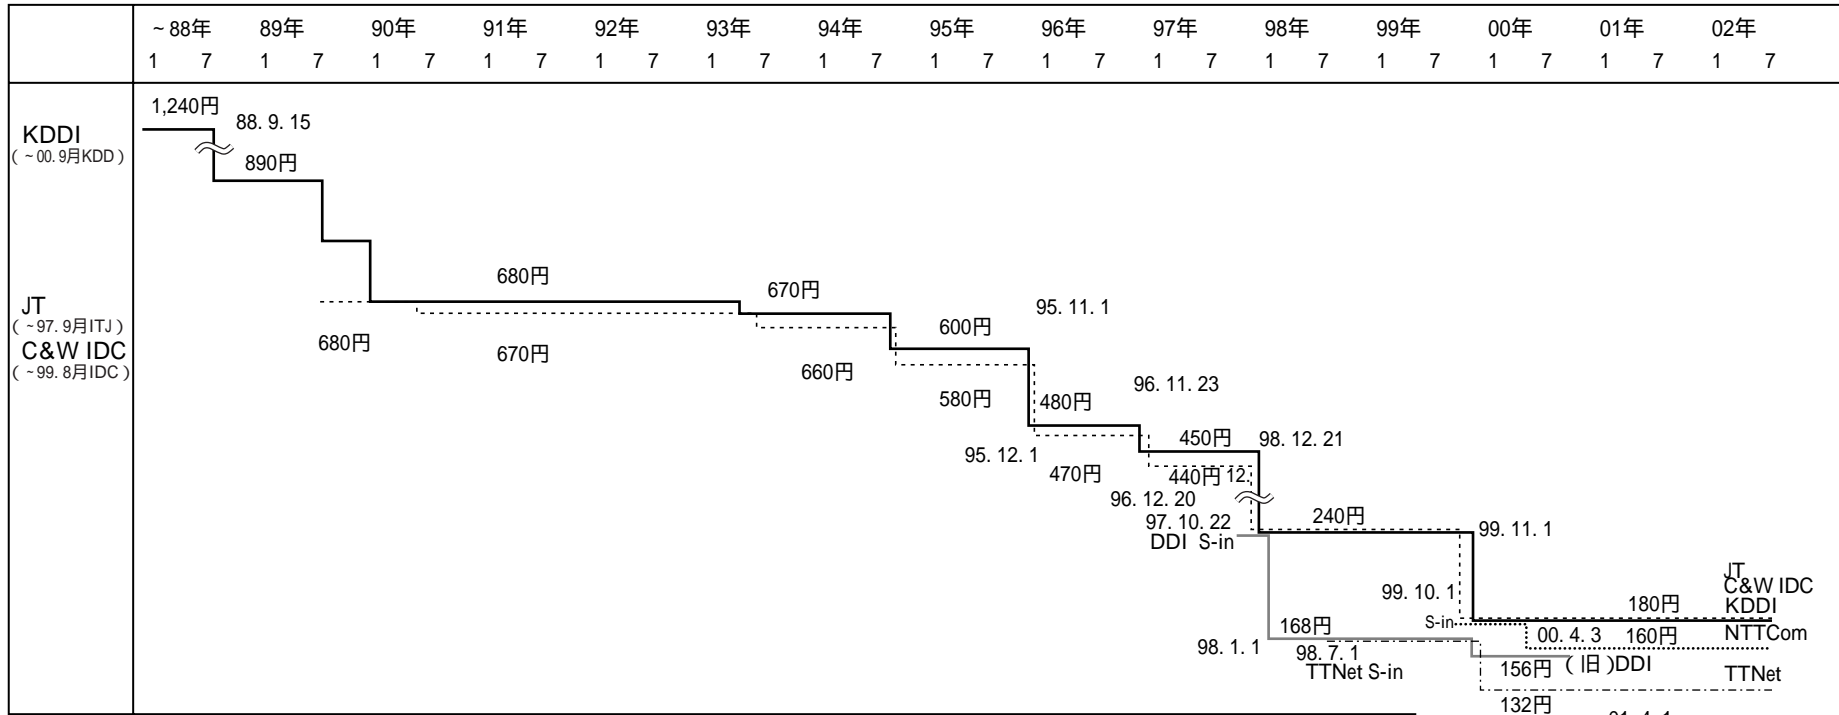 ~88年 89年 90年 91年 92年 93年 94年 95年 96年 97年 98年 99年 00年 01年 02年
1 7 1 7 1 7 1 7 1 7 1 7 1 7 1 7 1 7 1 7 1 7 1 7 1 7 1 7 1 7
1,240円
88.9.15
KDDI
(~00.9月KDD)
890円
680円
670円
JT
(~97.9月ITJ)
C&W IDC
(~99.8月IDC)
95.11.1
600円
680円
670円
660円
96.11.23
580円
480円
450円
98.12.21
95.12.1
470円
440円
12.
96.12.20
97.10.22
DDI S-in
240円
99.11.1
JT
C&W IDC
99.10.1
180円
KDDI
168円
S-in
00.4.3
160円
NTTCom
98.1.1
98.7.1
TTNet S-in
156円
(旧)DDI
TTNet
132円